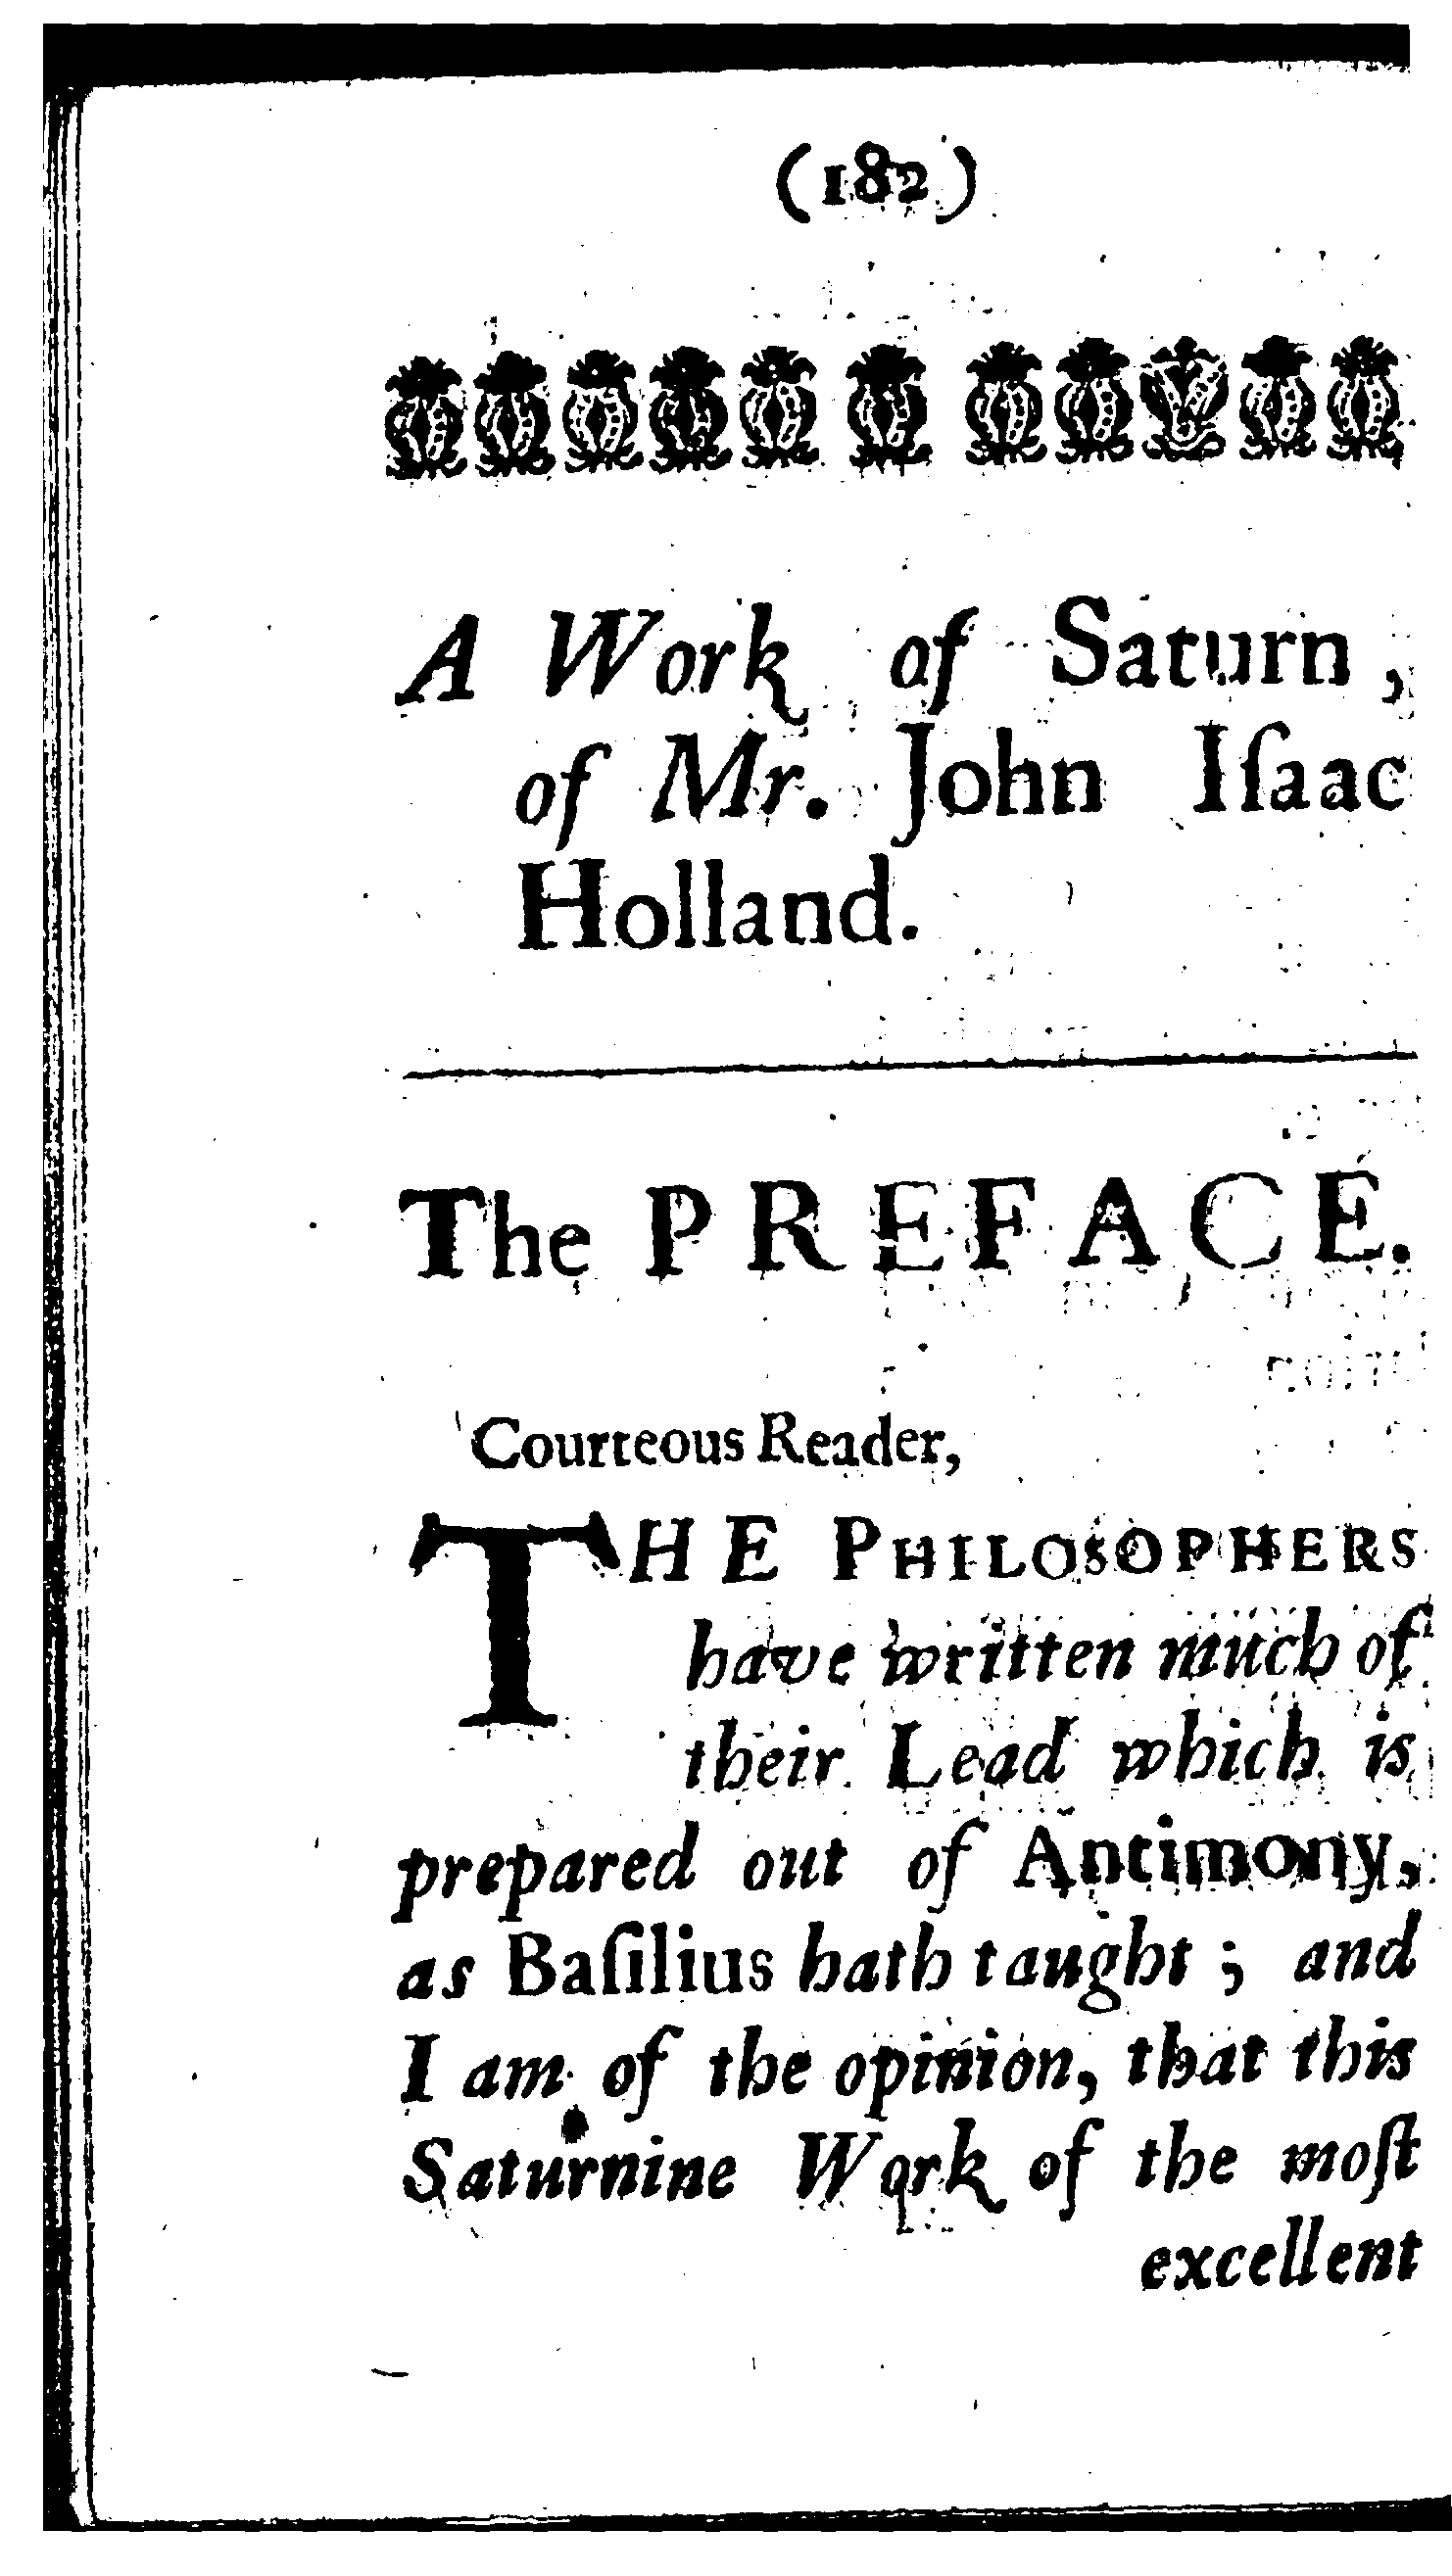 (182)
A Work of Saturn,
of Mr. John Iſaac
Holland.
The PREFACE.
Courteous Reader,
THE PHILOSOPHERS
have written much of
their Lead which is
prepared out of Antimony,
as Baſilius hath taught; and
I am of the opinion, that this
Saturnine Work of the moſt
excellent